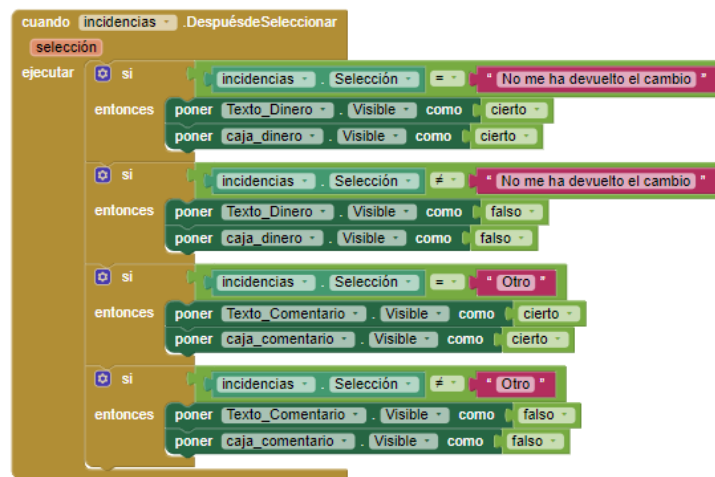 cuando incidencias .DespuésdeSeleccionar
selección
ejecutar si incidencias . Selección = " No me ha devuelto el cambio "
entonces poner Texto_Dinero . Visible como cierto
poner caja_dinero . Visible como cierto
si incidencias . Selección ≠ " No me ha devuelto el cambio "
entonces poner Texto_Dinero . Visible como falso
poner caja_dinero . Visible como falso
si incidencias . Selección = " Otro "
entonces poner Texto_Comentario . Visible como cierto
poner caja_comentario . Visible como cierto
si incidencias . Selección ≠ " Otro "
entonces poner Texto_Comentario . Visible como falso
poner caja_comentario . Visible como falso